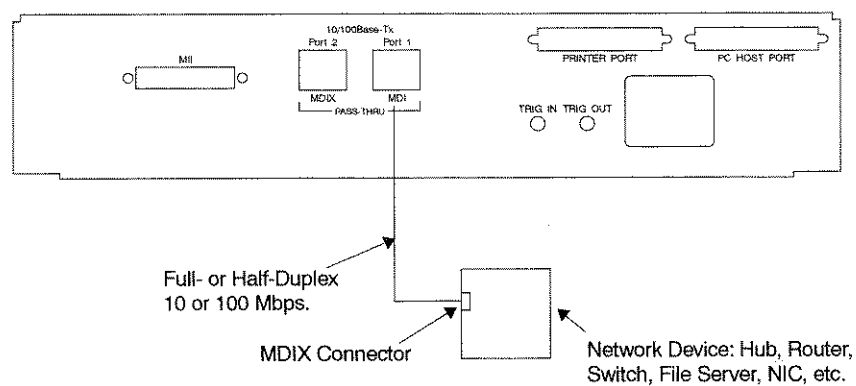 10/100Base-Tx
Port 2 Port 1
MII
MDIX MDI
PASS-THRU
PRINTER PORT
PC HOST PORT
TRIG IN TRIG OUT
Full- or Half-Duplex
10 or 100 Mbps.
MDIX Connector
Network Device: Hub, Router,
Switch, File Server, NIC, etc.